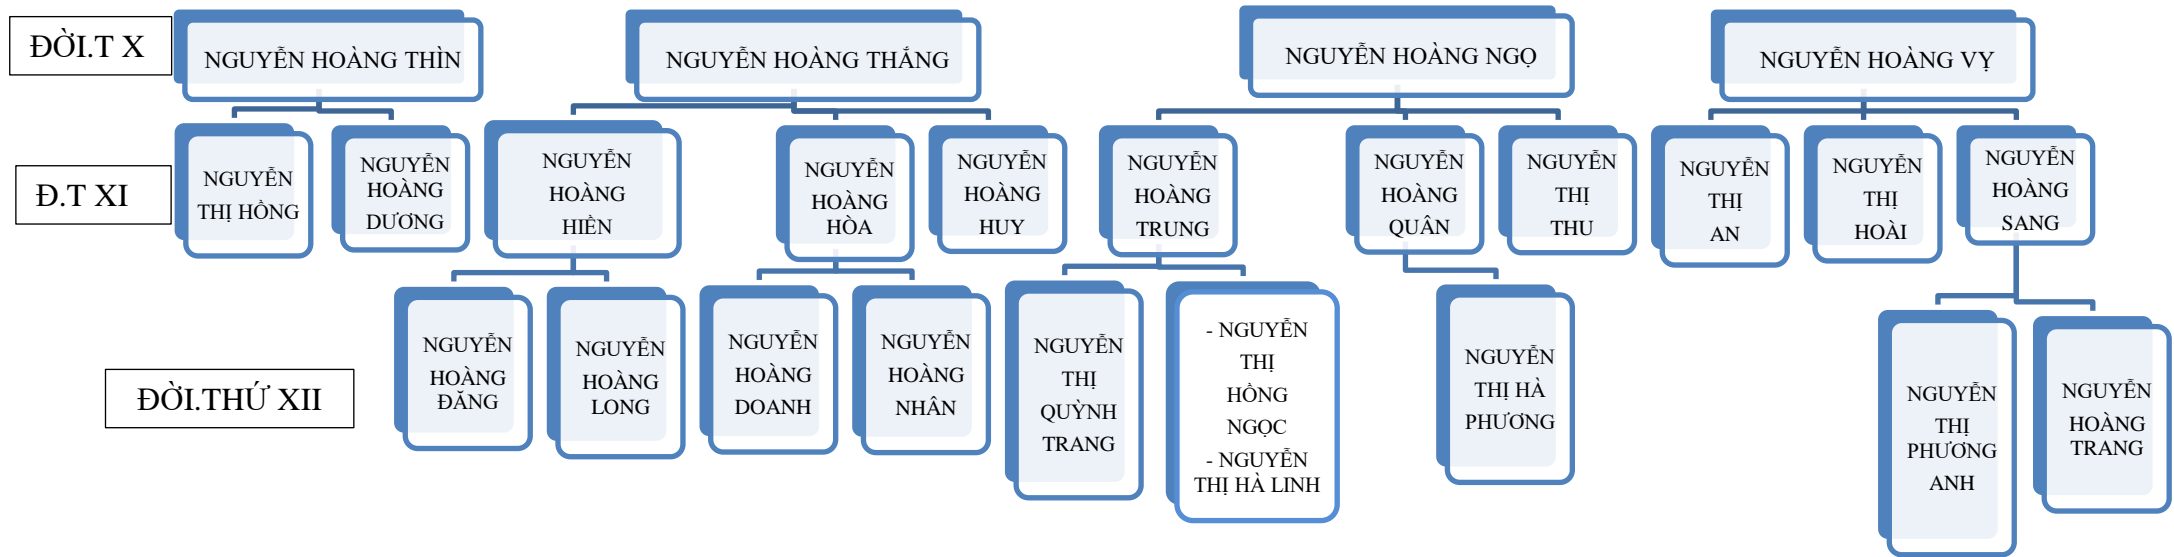 ĐỜI.T X
NGUYỄN HOÀNG THÌN
NGUYỄN HOÀNG THẮNG
NGUYỄN HOÀNG NGỌ
NGUYỄN HOÀNG VỴ
Đ.T XI
NGUYỄN
THỊ HỒNG
NGUYỄN
HOÀNG
DƯƠNG
NGUYỄN
HOÀNG
HIỀN
NGUYỄN
HOÀNG
HÒA
NGUYỄN
HOÀNG
HUY
NGUYỄN
HOÀNG
TRUNG
NGUYỄN
HOÀNG
QUÂN
NGUYỄN
THỊ
THU
NGUYỄN
THỊ
AN
NGUYỄN
THỊ
HOÀI
NGUYỄN
HOÀNG
SANG
ĐỜI.THỨ XII
NGUYỄN
HOÀNG
ĐĂNG
NGUYỄN
HOÀNG
LONG
NGUYỄN
HOÀNG
DOANH
NGUYỄN
HOÀNG
NHÂN
NGUYỄN
THỊ
QUỲNH
TRANG
- NGUYỄN
THỊ
HỒNG
NGỌC
- NGUYỄN
THỊ HÀ LINH
NGUYỄN
THỊ HÀ
PHƯƠNG
NGUYỄN
THỊ
PHƯƠNG
ANH
NGUYỄN
HOÀNG
TRANG